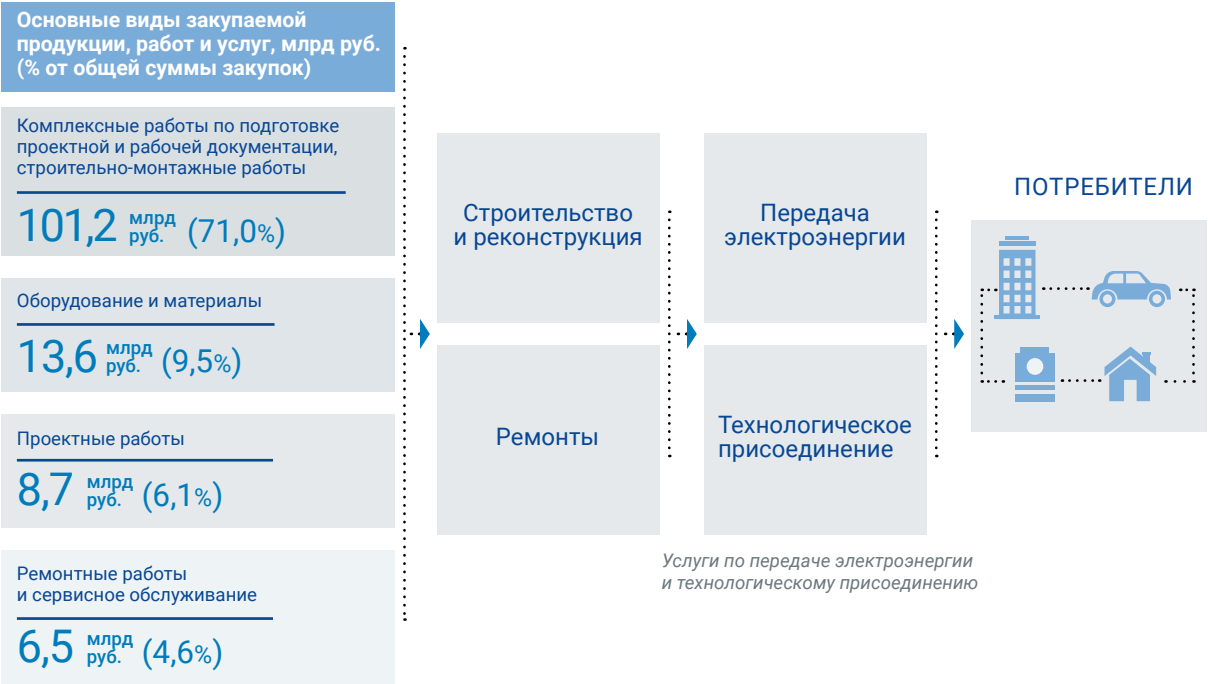 Основные виды закупаемой
продукции, работ и услуг, млрд руб.
(% от общей суммы закупок)
Комплексные работы по подготовке
проектной и рабочей документации,
строительно-монтажные работы
101,2 млрд руб. (71,0%)
Оборудование и материалы
13,6 млрд руб. (9,5%)
Проектные работы
8,7 млрд руб. (6,1%)
Ремонтные работы
и сервисное обслуживание
6,5 млрд руб. (4,6%)
Строительство
и реконструкция
Ремонты
Передача
электроэнергии
Технологическое
присоединение
Услуги по передаче электроэнергии
и технологическому присоединению
ПОТРЕБИТЕЛИ